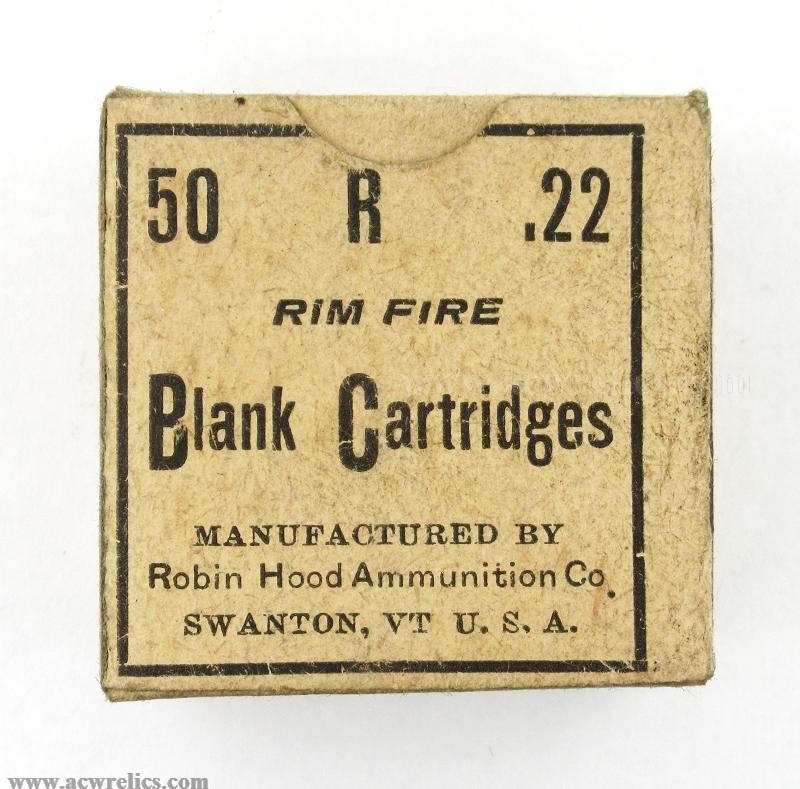 50 R .22
RIM FIRE
Blank Cartridges
MANUFACTURED BY
Robin Hood Ammunition Co.
SWANTON, VT U. S. A.
www.acwrelics.com